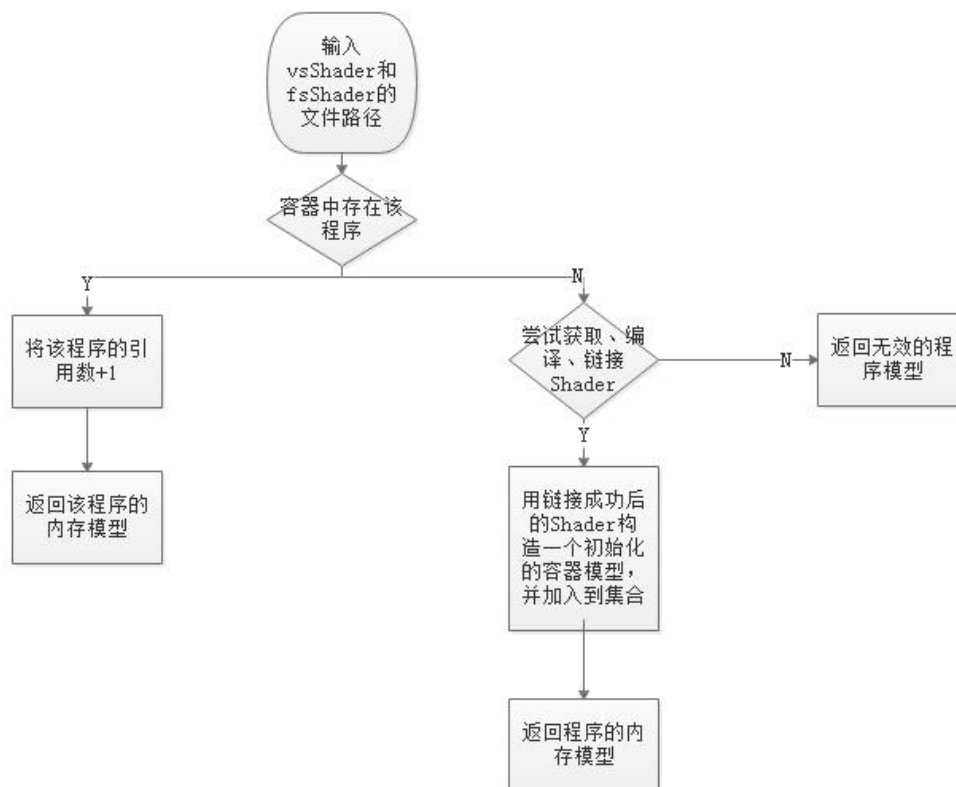 输入
vsShader和
fsShader的
文件路径
容器中存在该
程序
Y
N
将该程序的引
用数+1
尝试获取、编
译、链接
Shader
N
返回无效的程
序模型
Y
返回该程序的
内存模型
用链接成功后
的Shader构
造一个初始化
的容器模型，
并加入到集合
返回程序的内
存模型